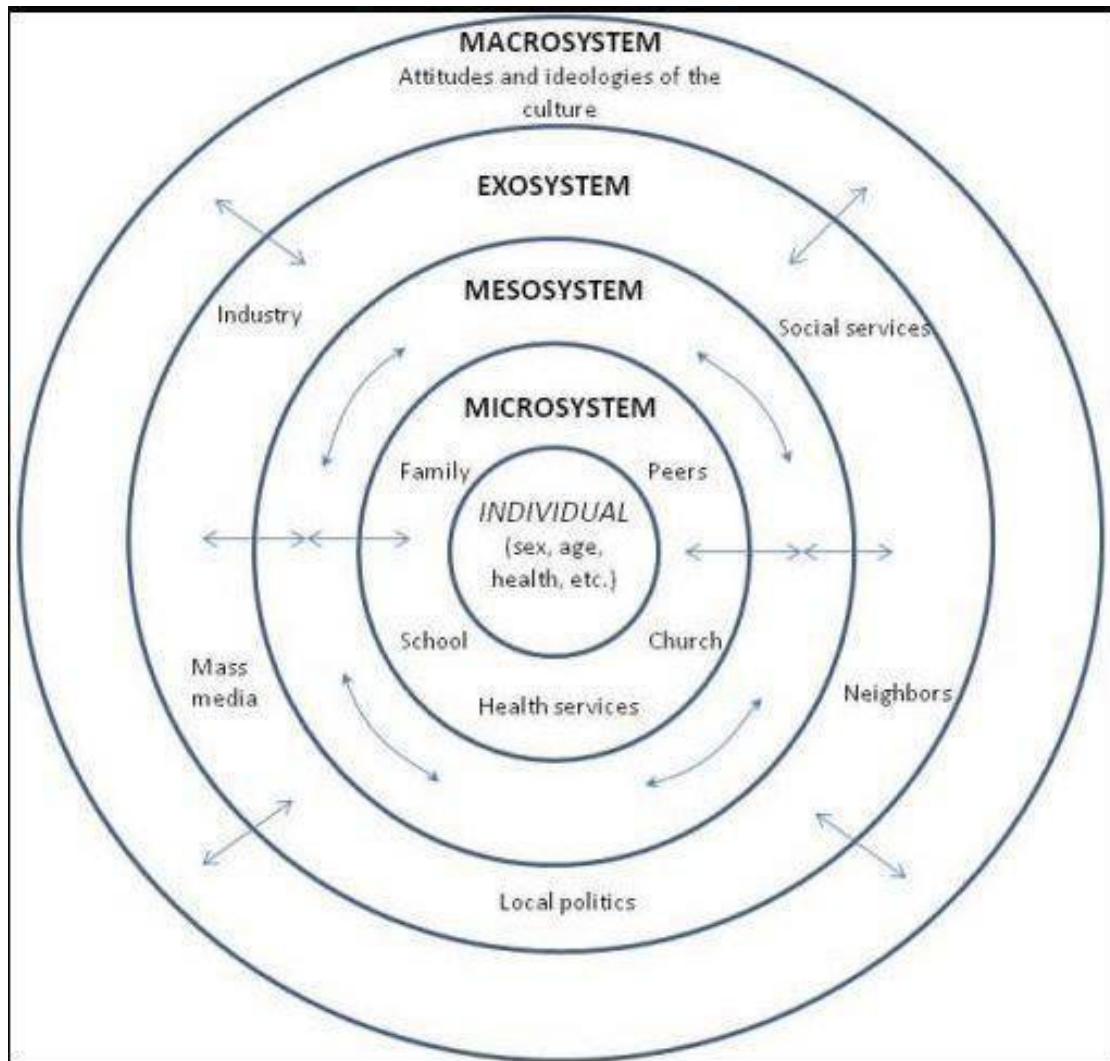 MACROSYSTEM
Attitudes and ideologies of the
culture
EXOSYSTEM
MESOSYSTEM
Industry
Social services
MICROSYSTEM
Family
Peers
INDIVIDUAL
(sex, age,
health, etc.)
School
Church
Mass
media
Neighbors
Health services
Local politics